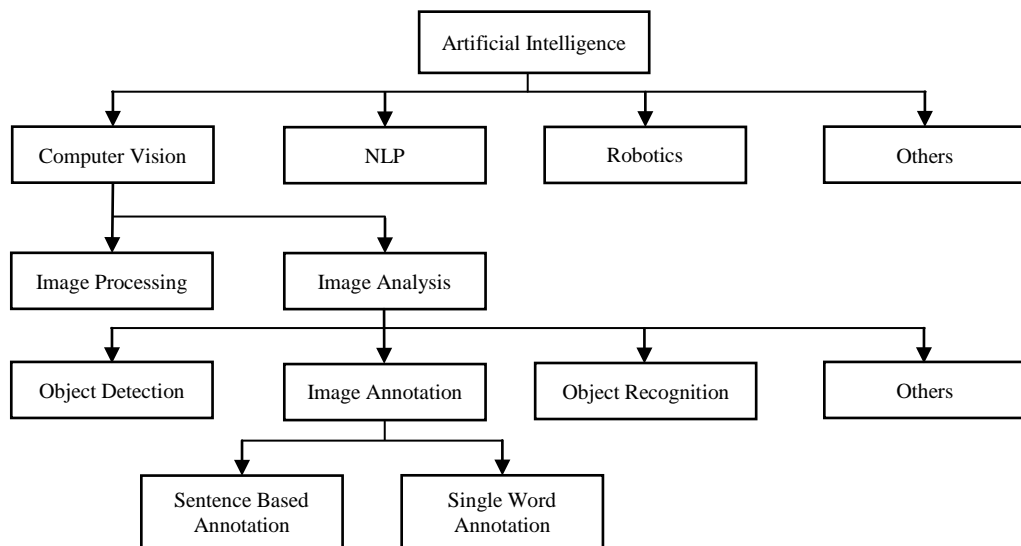 Artificial Intelligence
Computer Vision
NLP
Robotics
Others
Image Processing
Image Analysis
Object Detection
Image Annotation
Object Recognition
Others
Sentence Based
Annotation
Single Word
Annotation